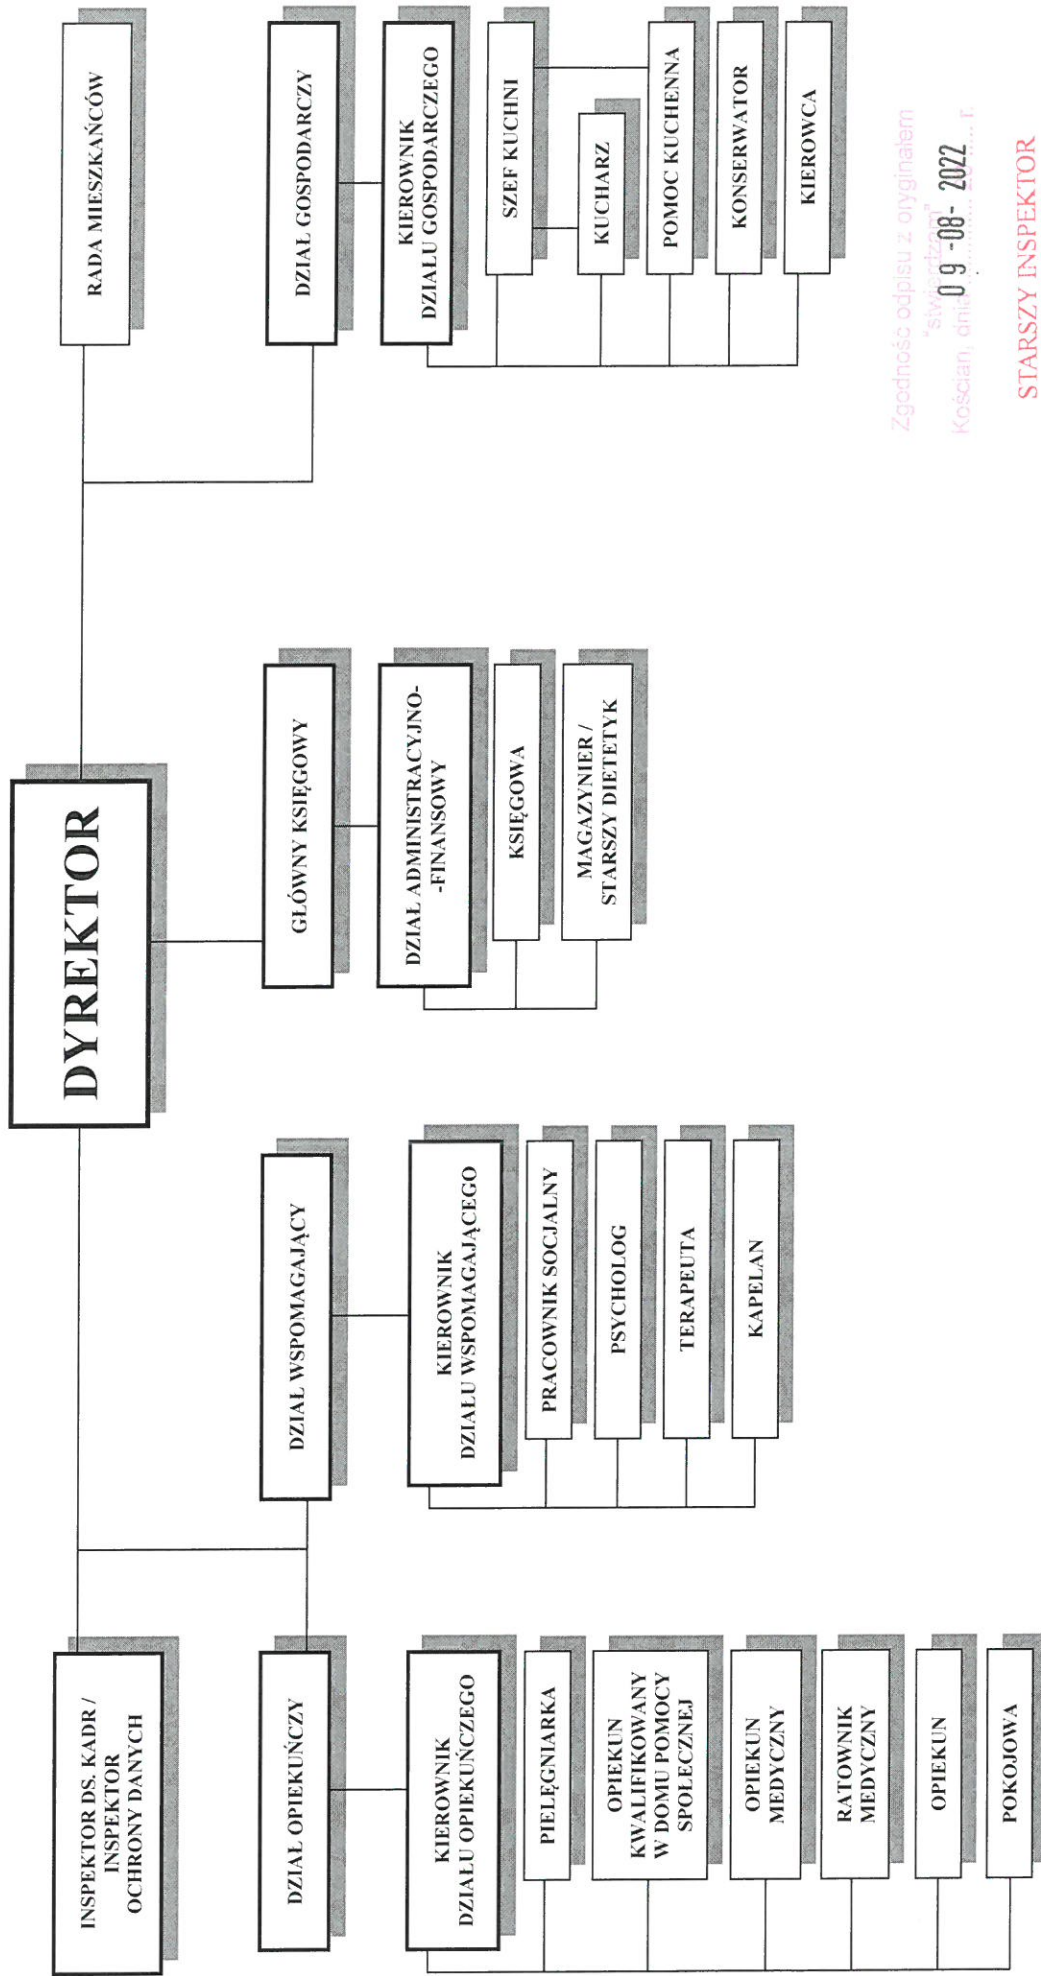 DYREKTOR
INSPEKTOR DS. KADR /
INSPEKTOR
OCHRONY DANYCH
RADA MIESZKAŃCÓW
DZIAŁ OPIEKUŃCZY
KIEROWNIK
DZIAŁU OPIEKUŃCZEGO
PIELĘGNIARKA
OPIEKUN
KWALIFIKOWANY
W DOMU POMOCY
SPOŁECZNEJ
OPIEKUN
MEDYCZNY
RATOWNIK
MEDYCZNY
OPIEKUN
POKOJOWA
DZIAŁ WSPOMAGAJĄCY
KIEROWNIK
DZIAŁU WSPOMAGAJĄCEGO
PRACOWNIK SOCJALNY
PSYCHOLOG
TERAPEUTA
KAPELAN
GŁÓWNY KSIĘGOWY
DZIAŁ ADMINISTRACYJNO-
-FINANSOWY
KSIĘGOWA
MAGAZYNIER /
STARSZY DIETETYK
DZIAŁ GOSPODARCZY
KIEROWNIK
DZIAŁU GOSPODARCZEGO
SZEF KUCHNI
KUCHARZ
POMOC KUCHENNA
KONSERWATOR
KIEROWCA
Zgodność odpisu z oryginałem
"stwierdzam"
Kościan, dnia 09 -08- 2022 r.
STARSZY INSPEKTOR